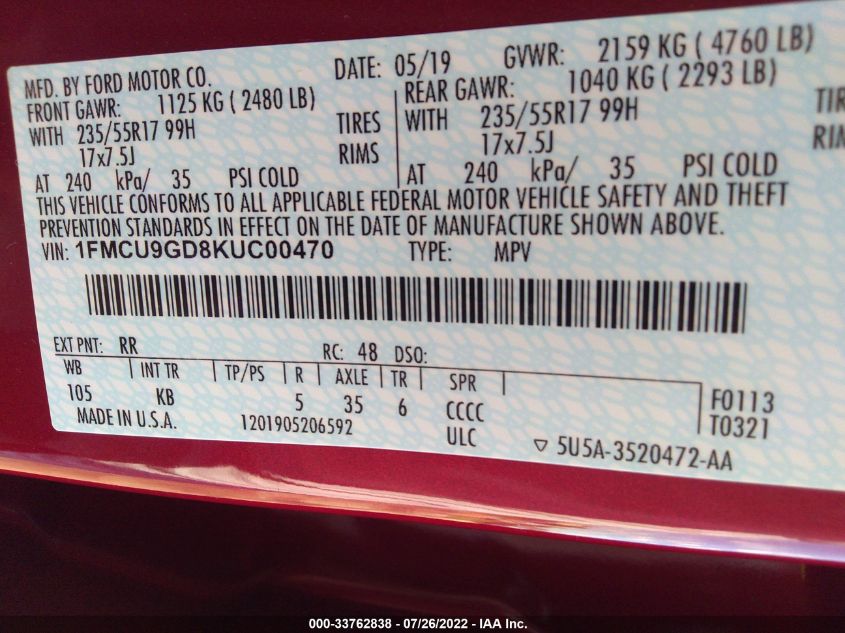 MFD. BY FORD MOTOR CO. DATE: 05/19 GVWR: 2159 KG ( 4760 LB)
FRONT GAWR: 1125 KG ( 2480 LB) REAR GAWR: 1040 KG ( 2293 LB)
WITH 235/55R17 99H TIRES WITH 235/55R17 99H
17x7.5J RIMS 17x7.5J
AT 240 kPa/ 35 PSI COLD AT 240 kPa/ 35 PSI COLD
THIS VEHICLE CONFORMS TO ALL APPLICABLE FEDERAL MOTOR VEHICLE SAFETY AND THEFT
PREVENTION STANDARDS IN EFFECT ON THE DATE OF MANUFACTURE SHOWN ABOVE.
VIN: 1FMCU9GD8KUC00470 TYPE: MPV
EXT PNT: RR RC: 48 DSO:
WB INT TR TP/PS R AXLE TR SPR
105 KB 5 35 6 CCCC F0113
MADE IN U.S.A. 1201905206592 ULC T0321
5U5A-3520472-AA
000-33762838 - 07/26/2022 - IAA Inc.